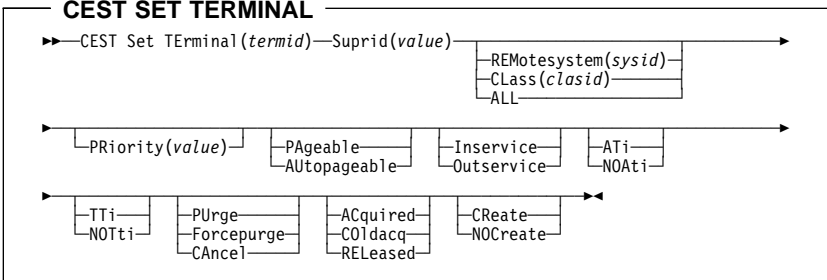 CEST SET TERMINAL
CEST Set TErminal(termid) Suprid(value)
REMotesystem(sysid)
CLass(clasid)
ALL
PRiority(value) PAgeable Inservice ATi
AUtopageable Outservice NOAti
TTi PUrge ACquired CReate
NOTti Forcepurge COldacq NOCreate
CAncel RELeased